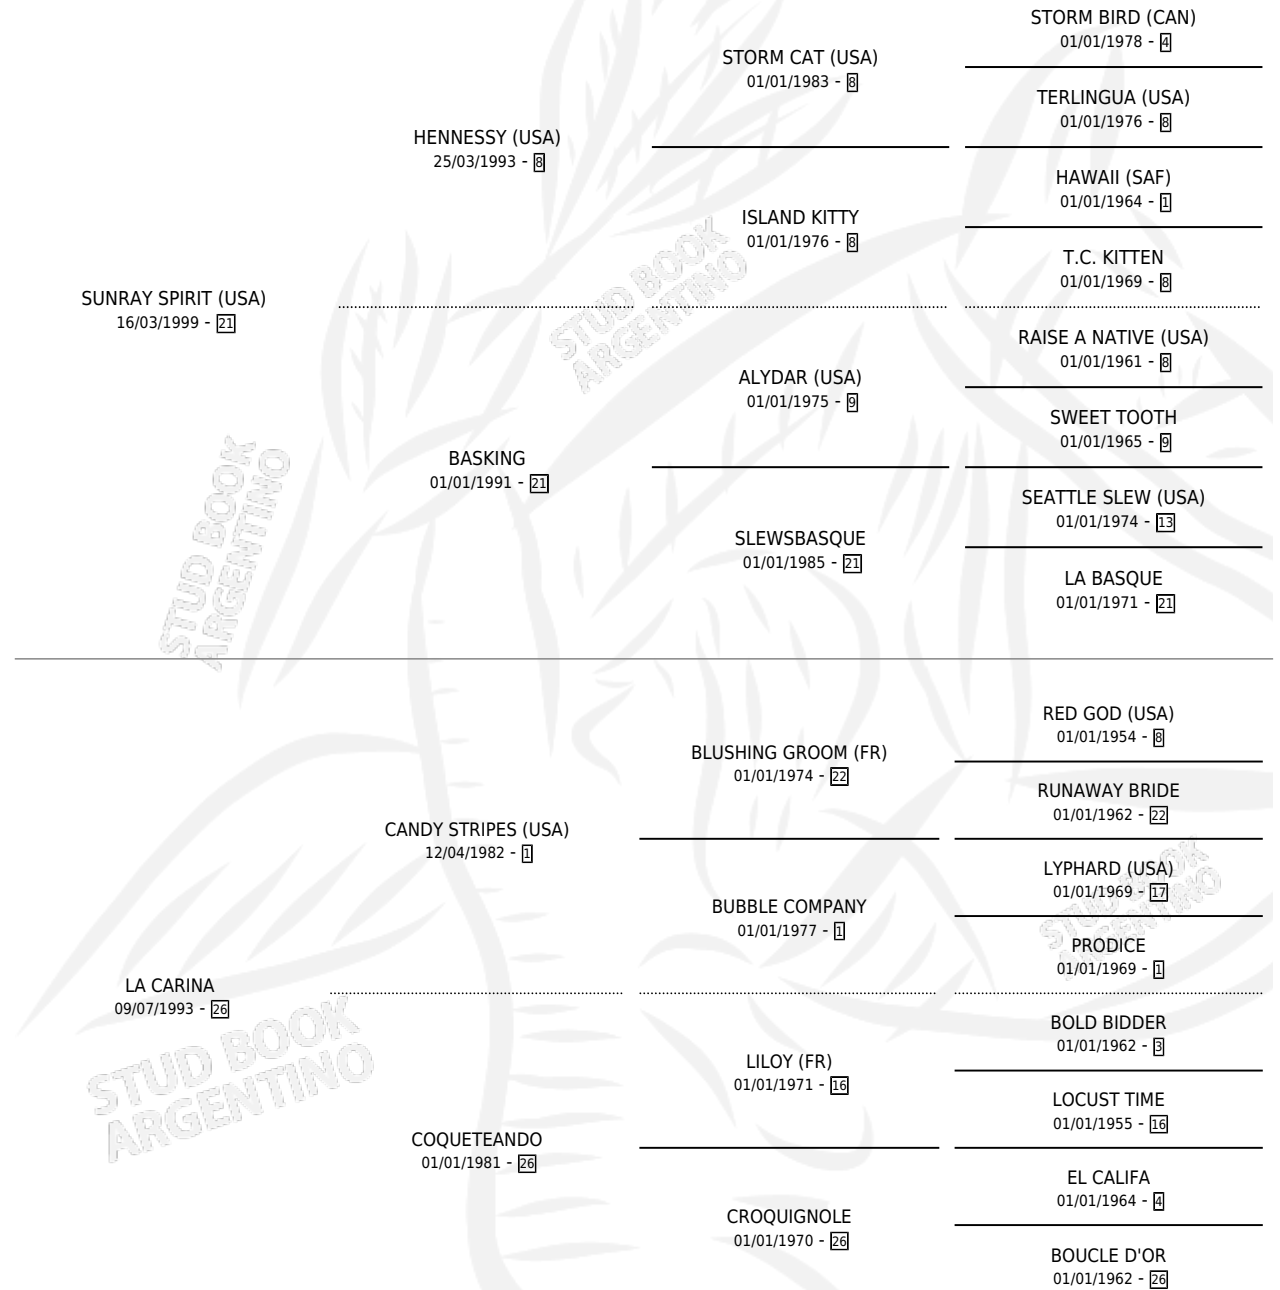 STORM BIRD (CAN)
01/01/1978 - 4
STORM CAT (USA)
01/01/1983 - 8
TERLINGUA (USA)
01/01/1976 - 8
HENNESSY (USA)
25/03/1993 - 8
HAWAII (SAF)
01/01/1964 - 1
ISLAND KITTY
01/01/1976 - 8
T.C. KITTEN
01/01/1969 - 8
SUNRAY SPIRIT (USA)
16/03/1999 - 21
STUD BOOK
ARGENTINO
RAISE A NATIVE (USA)
01/01/1961 - 8
ALYDAR (USA)
01/01/1975 - 9
SWEET TOOTH
01/01/1965 - 9
BASKING
01/01/1991 - 21
SEATTLE SLEW (USA)
01/01/1974 - 13
SLEWSBASQUE
01/01/1985 - 21
LA BASQUE
01/01/1971 - 21
STUD BOOK
ARGENTINO
RED GOD (USA)
01/01/1954 - 8
BLUSHING GROOM (FR)
01/01/1974 - 22
RUNAWAY BRIDE
01/01/1962 - 22
CANDY STRIPES (USA)
12/04/1982 - 1
LYPHARD (USA)
01/01/1969 - 17
BUBBLE COMPANY
01/01/1977 - 1
STUD BOOK
ARGENTINO
PRODICE
01/01/1969 - 1
LA CARINA
09/07/1993 - 26
STUD BOOK
ARGENTINO
BOLD BIDDER
01/01/1962 - 3
LILOY (FR)
01/01/1971 - 16
LOCUST TIME
01/01/1955 - 16
COQUETEANDO
01/01/1981 - 26
EL CALIFA
01/01/1964 - 4
CROQUIGNOLE
01/01/1970 - 26
BOUCLE D'OR
01/01/1962 - 26